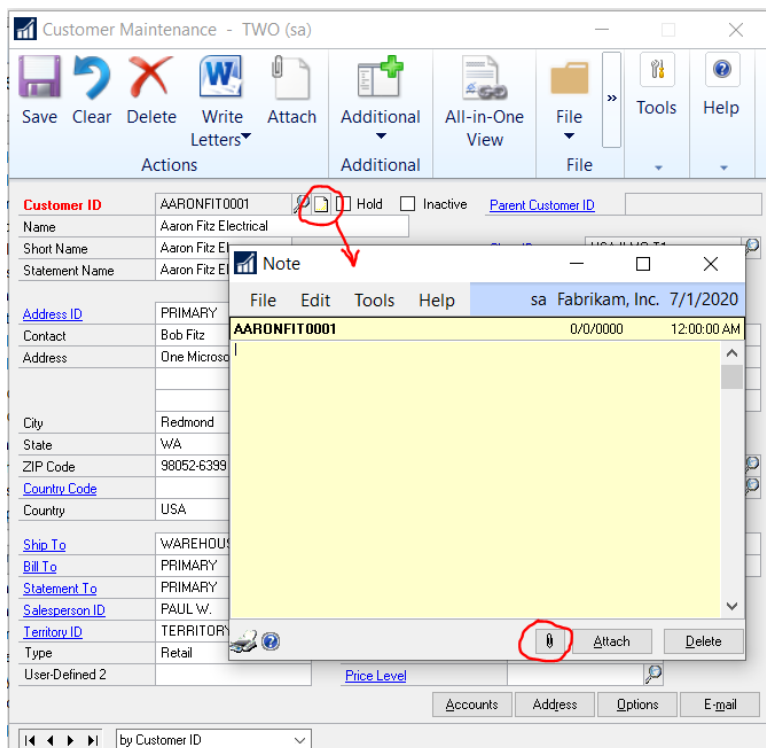 Customer Maintenance - TWO (sa)
Save Clear Delete Write Letters Attach Additional All-in-One View File » Tools Help
Actions Additional File
Customer ID AARONFIT0001 Hold Inactive Parent Customer ID
Name Aaron Fitz Electrical
Short Name Aaron Fitz El
Statement Name Aaron Fitz El
Note
File Edit Tools Help sa Fabrikam, Inc. 7/1/2020
AARONFIT0001 0/0/0000 12:00:00 AM
Address ID PRIMARY
Contact Bob Fitz
Address One Microso
City Redmond
State WA
ZIP Code 98052-6399
Country Code
Country USA
Ship To WAREHOUS
Bill To PRIMARY
Statement To PRIMARY
Salesperson ID PAUL W.
Territory ID TERRITORY
Type Retail
Attach Delete
User-Defined 2 Price Level
Accounts Address Options E-mail
by Customer ID